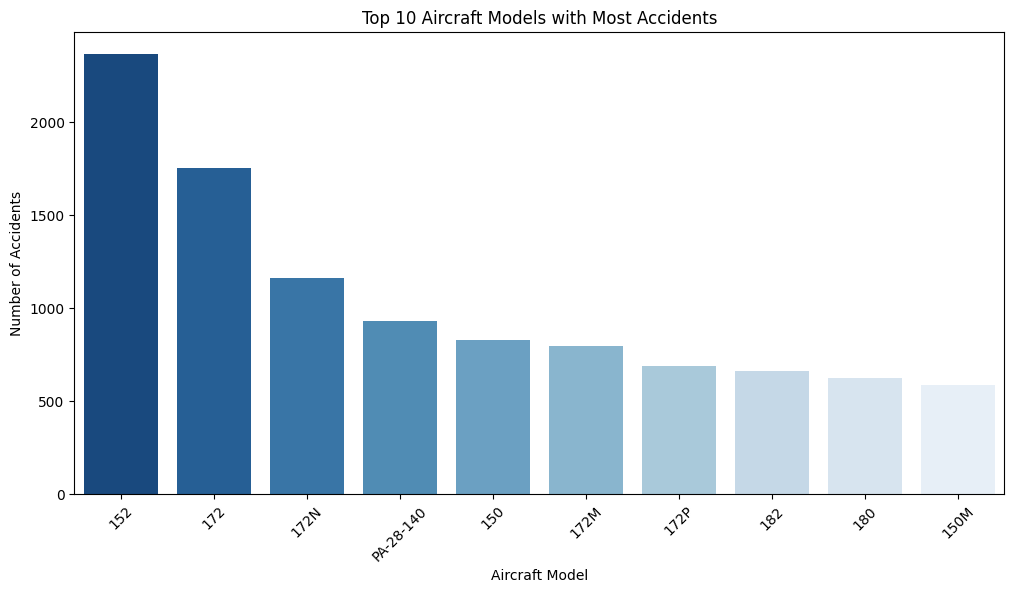 Top 10 Aircraft Models with Most Accidents
Number of Accidents
2000
1500
1000
500
0
152
172
172N
PA-28-140
150
172M
172P
182
180
150M
Aircraft Model